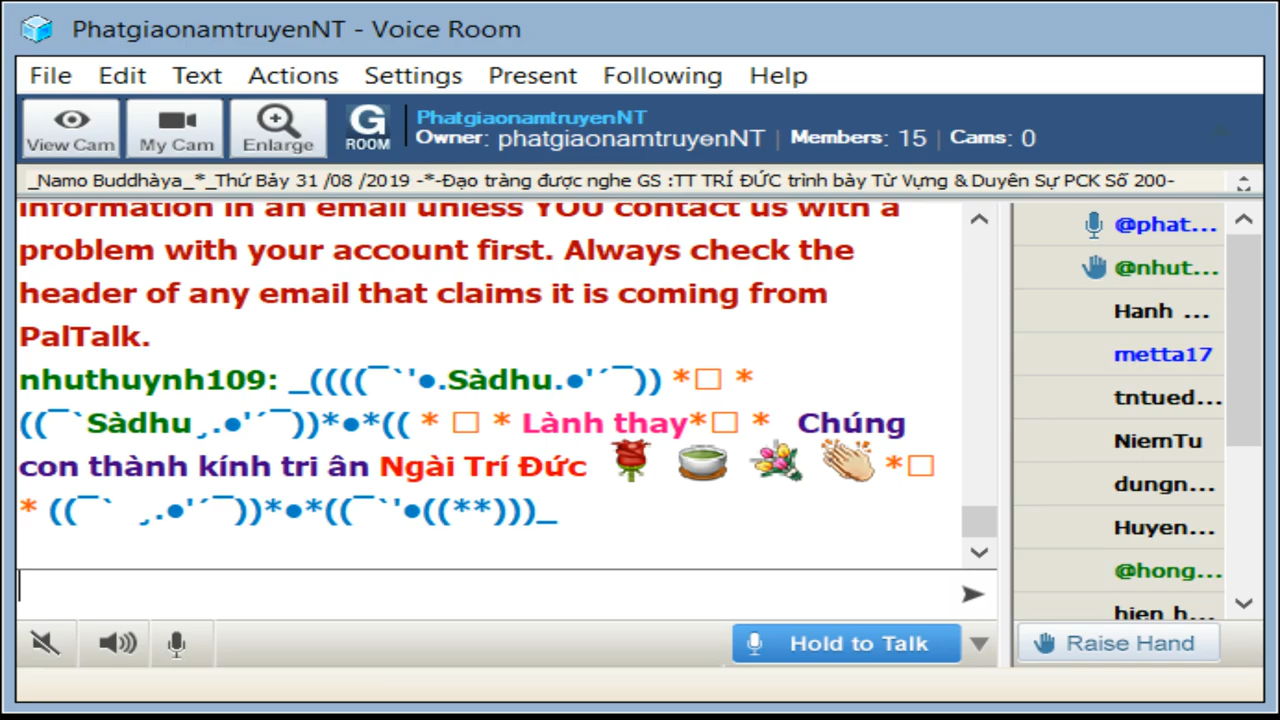 PhatgiaonamtruyenNT - Voice Room
File Edit Text Actions Settings Present Following Help
View Cam My Cam Enlarge G ROOM
PhatgiaonamtruyenNT
Owner: phatgiaonamtruyenNT | Members: 15 | Cams: 0
_Namo Buddhàya_*_Thứ Bảy 31 /08 /2019 -*-Đạo tràng được nghe GS :TT TRÍ ĐỨC trình bày Từ Vựng & Duyên Sự PCK Số 200-
information in an email unless YOU contact us with a
problem with your account first. Always check the
header of any email that claims it is coming from
PalTalk.
nhuthuynh109: _((((¯`'●.Sàdhu.●'´¯)) *□ *
((¯`Sàdhu¸.●'´¯))*●*(( * □ * Lành thay*□ * Chúng
con thành kính tri ân Ngài Trí Đức *□
* ((¯` ¸.●'´¯))*●*((¯`'●((**)))_
@phat...
@nhut...
Hanh ...
metta17
tntued...
NiemTu
dungn...
Huyen...
@hong...
hien h...
Hold to Talk
Raise Hand